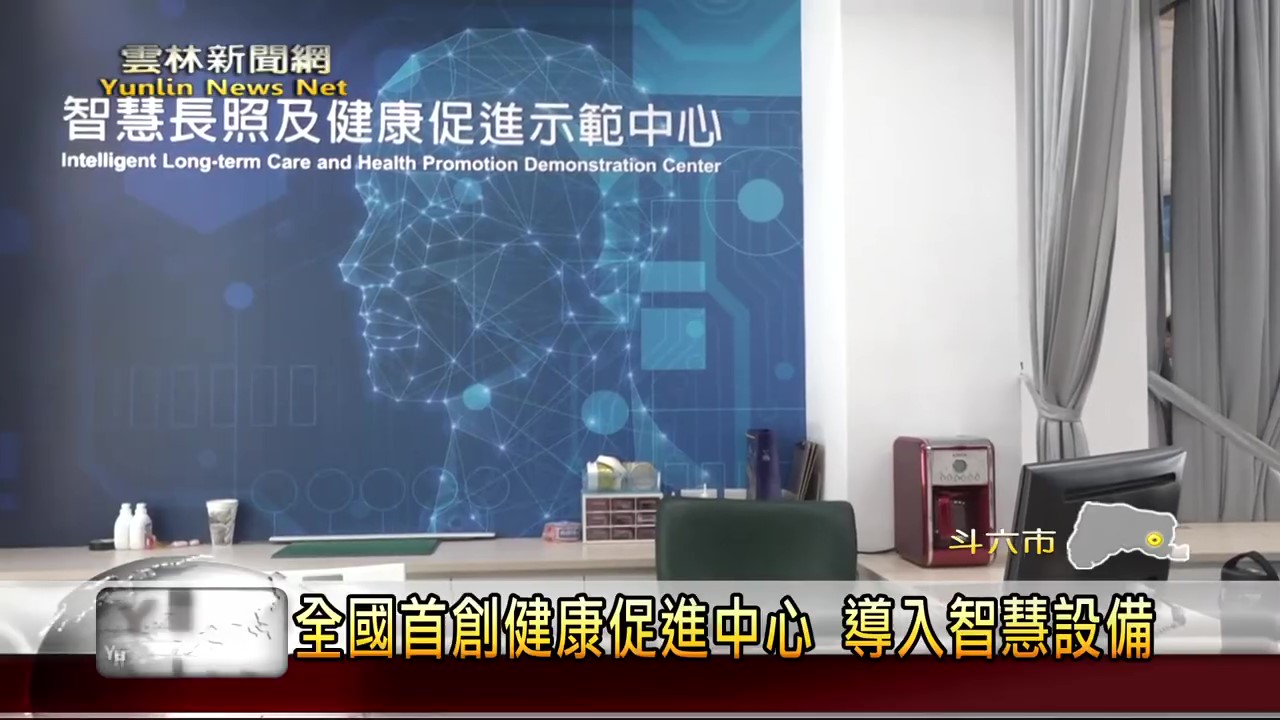 雲林新聞網
Yunlin News Net
智慧長照及健康促進示範中心
Intelligent Long-term Care and Health Promotion Demonstration Center
斗六市
全國首創健康促進中心 導入智慧設備